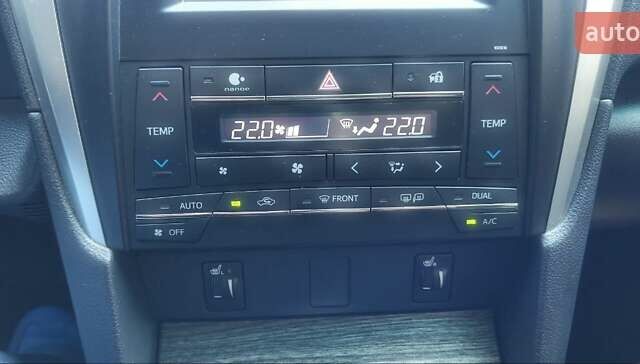 auto
nanoe
TEMP
22.0
22.0
TEMP
AUTO
FRONT
DUAL
OFF
A/C
L
R